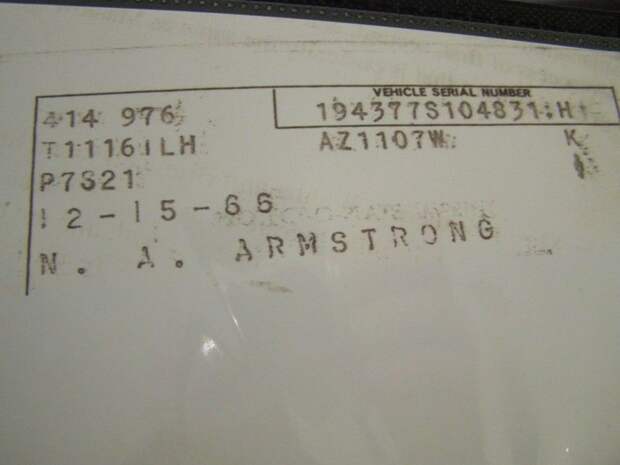 VEHICLE SERIAL NUMBER
414 976 194377S104831:H
T11161LH AZ1107W K
P7S21
12-15-66
N. A. ARMSTRONG